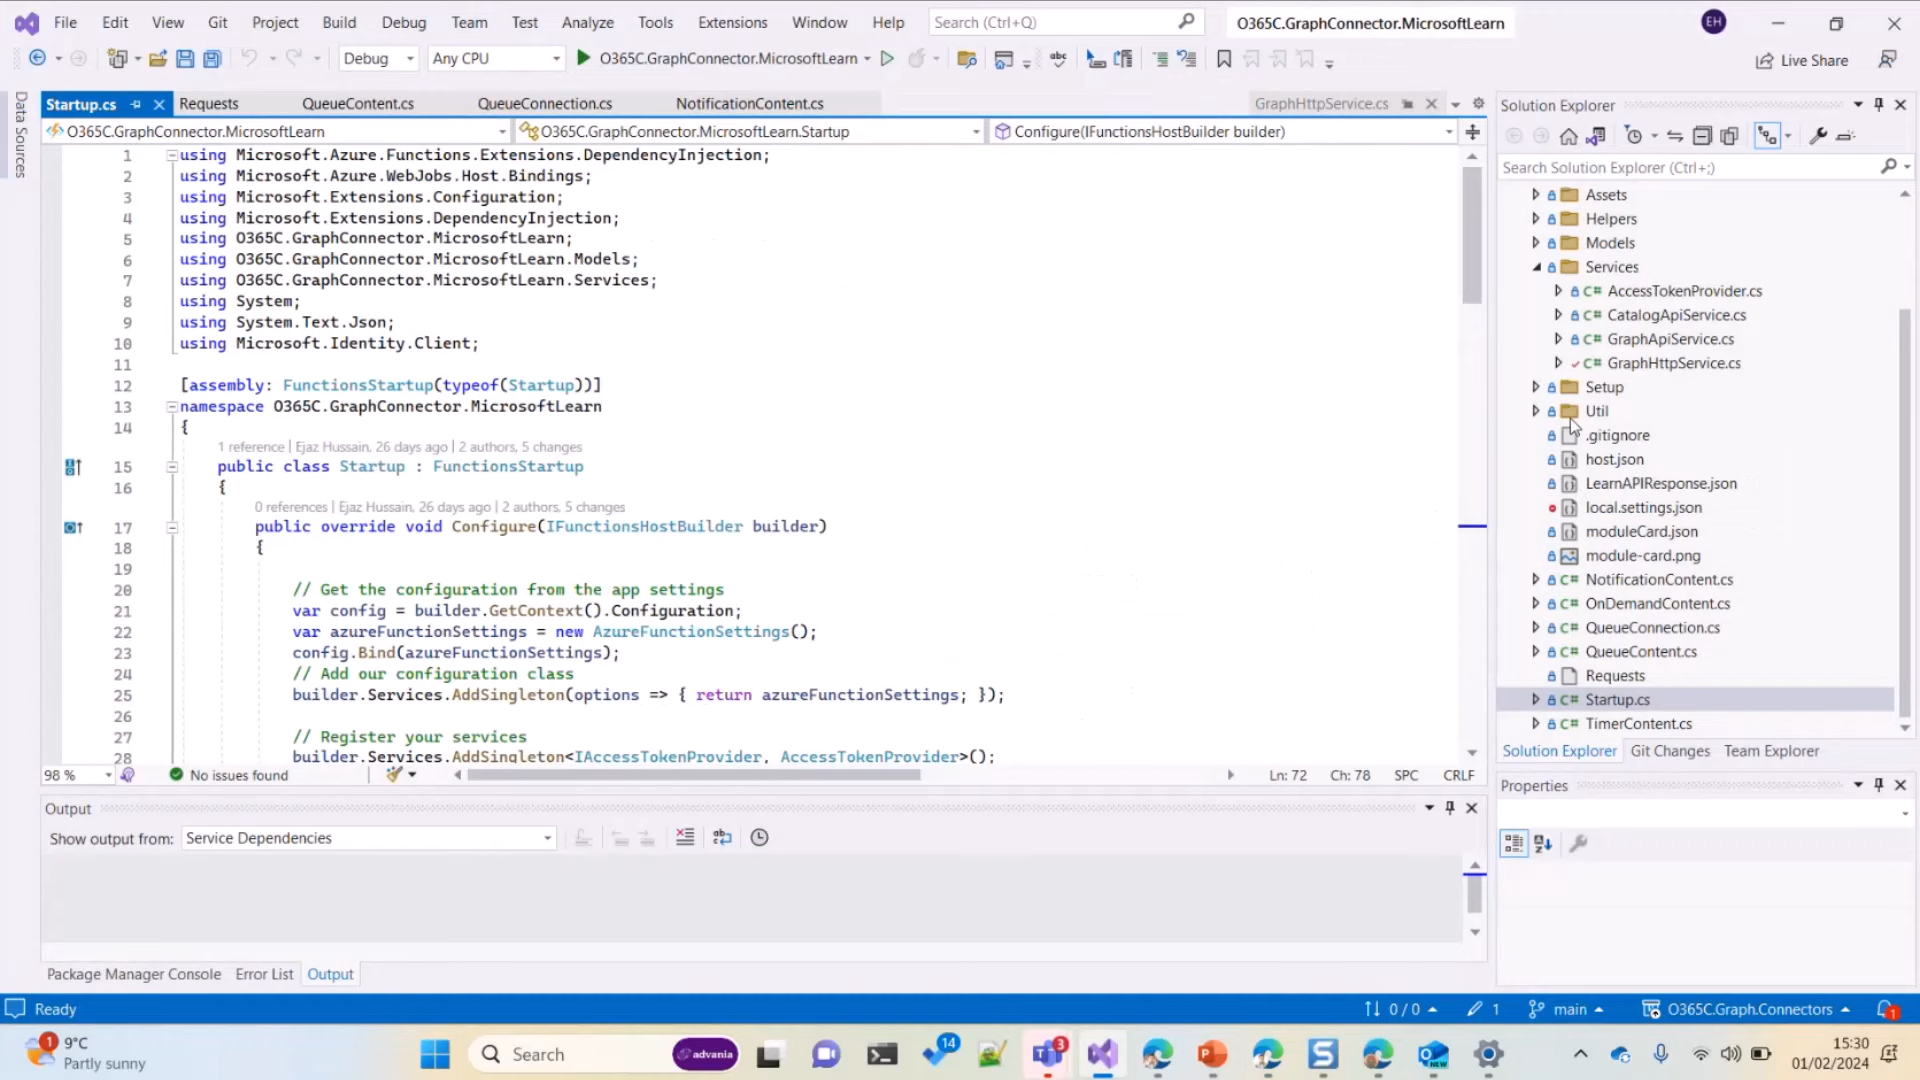 File Edit View Git Project Build Debug Team Test Analyze Tools Extensions Window Help Search (Ctrl+Q) O365C.GraphConnector.MicrosoftLearn EH
Debug Any CPU O365C.GraphConnector.MicrosoftLearn Live Share
Data Sources
Startup.cs Requests QueueContent.cs QueueConnection.cs NotificationContent.cs GraphHttpService.cs
O365C.GraphConnector.MicrosoftLearn O365C.GraphConnector.MicrosoftLearn.Startup Configure(IFunctionsHostBuilder builder)
1 using Microsoft.Azure.Functions.Extensions.DependencyInjection;
2 using Microsoft.Azure.WebJobs.Host.Bindings;
3 using Microsoft.Extensions.Configuration;
4 using Microsoft.Extensions.DependencyInjection;
5 using O365C.GraphConnector.MicrosoftLearn;
6 using O365C.GraphConnector.MicrosoftLearn.Models;
7 using O365C.GraphConnector.MicrosoftLearn.Services;
8 using System;
9 using System.Text.Json;
10 using Microsoft.Identity.Client;
11
12 [assembly: FunctionsStartup(typeof(Startup))]
13 namespace O365C.GraphConnector.MicrosoftLearn
14 {
1 reference | Ejaz Hussain, 26 days ago | 2 authors, 5 changes
15 public class Startup : FunctionsStartup
16 {
0 references | Ejaz Hussain, 26 days ago | 2 authors, 5 changes
17 public override void Configure(IFunctionsHostBuilder builder)
18 {
19
20 // Get the configuration from the app settings
21 var config = builder.GetContext().Configuration;
22 var azureFunctionSettings = new AzureFunctionSettings();
23 config.Bind(azureFunctionSettings);
24 // Add our configuration class
25 builder.Services.AddSingleton(options => { return azureFunctionSettings; });
26
27 // Register your services
28 builder.Services.AddSingleton<IAccessTokenProvider, AccessTokenProvider>();
98 % No issues found Ln: 72 Ch: 78 SPC CRLF
Output
Show output from: Service Dependencies
Package Manager Console Error List Output
Solution Explorer
Search Solution Explorer (Ctrl+;)
Assets
Helpers
Models
Services
C# AccessTokenProvider.cs
C# CatalogApiService.cs
C# GraphApiService.cs
C# GraphHttpService.cs
Setup
Util
.gitignore
host.json
LearnAPIResponse.json
local.settings.json
moduleCard.json
module-card.png
C# NotificationContent.cs
C# OnDemandContent.cs
C# QueueConnection.cs
C# QueueContent.cs
Requests
C# Startup.cs
C# TimerContent.cs
Solution Explorer Git Changes Team Explorer
Properties
Ready 0 / 0 1 main O365C.Graph.Connectors 1
1 9°C
Partly sunny
Search advania 14 3 NEW
15:30
01/02/2024